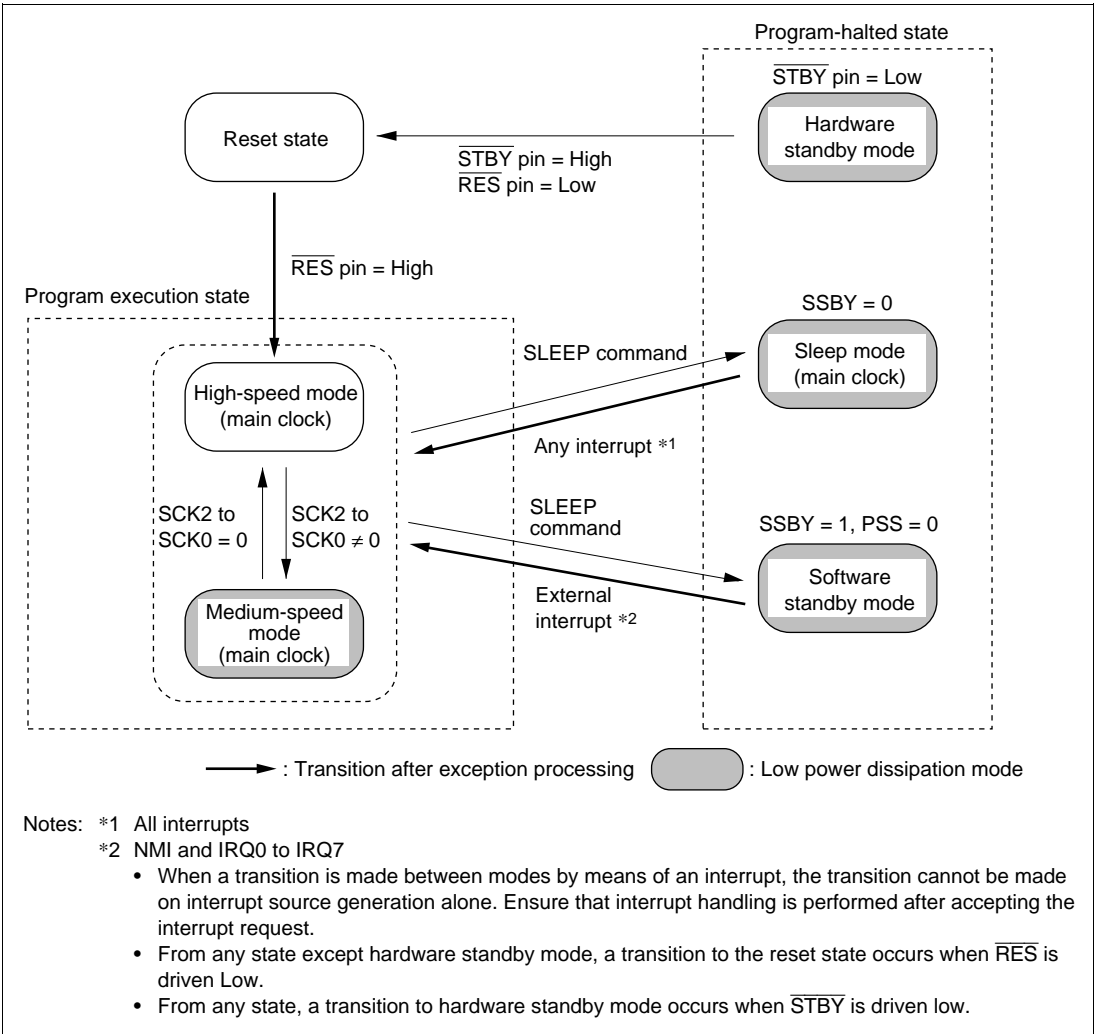 Program-halted state
STBY pin = Low
Hardware
standby mode
Reset state
STBY pin = High
RES pin = Low
RES pin = High
Program execution state
SSBY = 0
Sleep mode
(main clock)
SLEEP command
High-speed mode
(main clock)
Any interrupt *1
SCK2 to
SCK0 = 0
SCK2 to
SCK0 ≠ 0
SLEEP
command
SSBY = 1, PSS = 0
Software
standby mode
External
interrupt *2
Medium-speed
mode
(main clock)
: Transition after exception processing
: Low power dissipation mode
Notes: *1 All interrupts
*2 NMI and IRQ0 to IRQ7
• When a transition is made between modes by means of an interrupt, the transition cannot be made
on interrupt source generation alone. Ensure that interrupt handling is performed after accepting the
interrupt request.
• From any state except hardware standby mode, a transition to the reset state occurs when RES is
driven Low.
• From any state, a transition to hardware standby mode occurs when STBY is driven low.